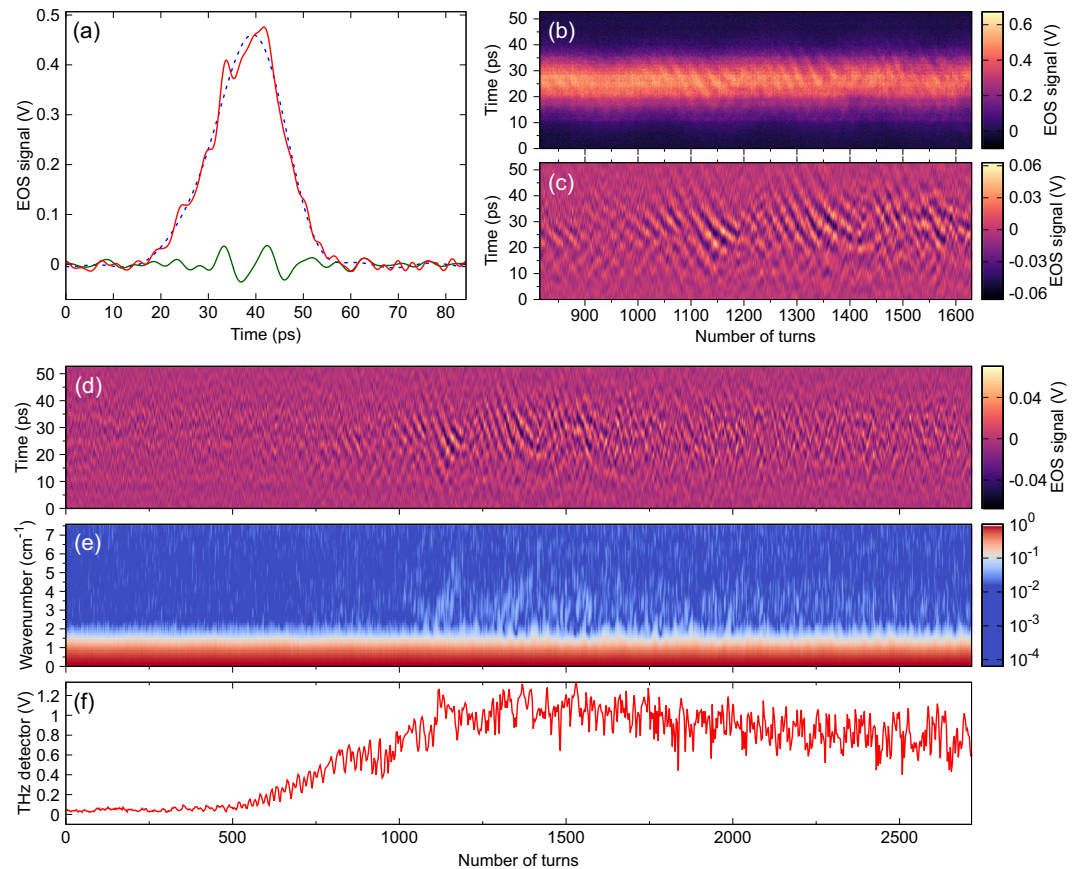 (a)
EOS signal (V)
0.5
0.4
0.3
0.2
0.1
0
0 10 20 30 40 50 60 70 80
Time (ps)
(b)
Time (ps)
50
40
30
20
10
0
0.6
0.4
0.2
0
EOS signal (V)
(c)
Time (ps)
50
40
30
20
10
0
0.06
0.03
0
-0.03
-0.06
EOS signal (V)
900 1000 1100 1200 1300 1400 1500 1600
Number of turns
(d)
Time (ps)
50
40
30
20
10
0
0.04
0
-0.04
EOS signal (V)
(e)
Wavenumber (cm-1)
7
6
5
4
3
2
1
0
100
10-1
10-2
10-3
10-4
(f)
THz detector (V)
1.2
1
0.8
0.6
0.4
0.2
0
0 500 1000 1500 2000 2500
Number of turns